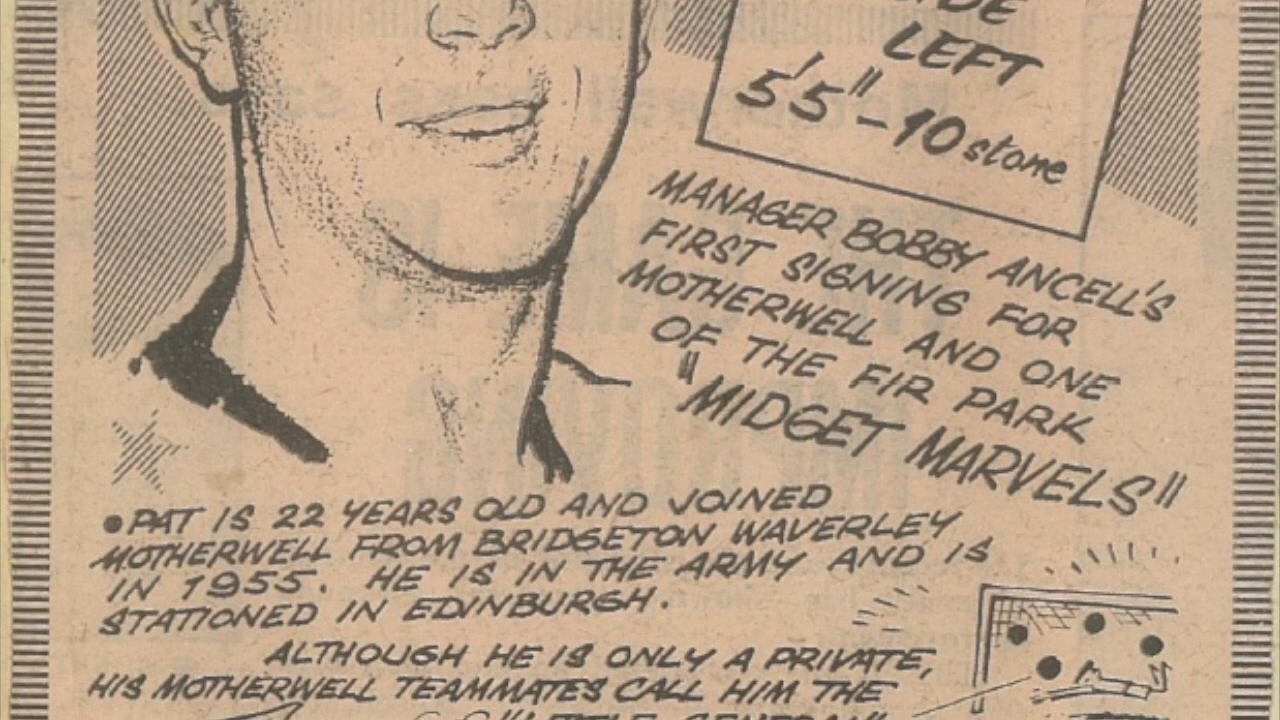 LEFT
5'5" - 10 stone
MANAGER BOBBY ANCELL'S
FIRST SIGNING FOR
MOTHERWELL AND ONE
OF THE FIR PARK
"MIDGET MARVELS"
• PAT IS 22 YEARS OLD AND JOINED
MOTHERWELL FROM BRIDGETON WAVERLEY
IN 1955. HE IS IN THE ARMY AND IS
STATIONED IN EDINBURGH.
ALTHOUGH HE IS ONLY A PRIVATE,
HIS MOTHERWELL TEAMMATES CALL HIM THE
"LITTLE GENERAL"